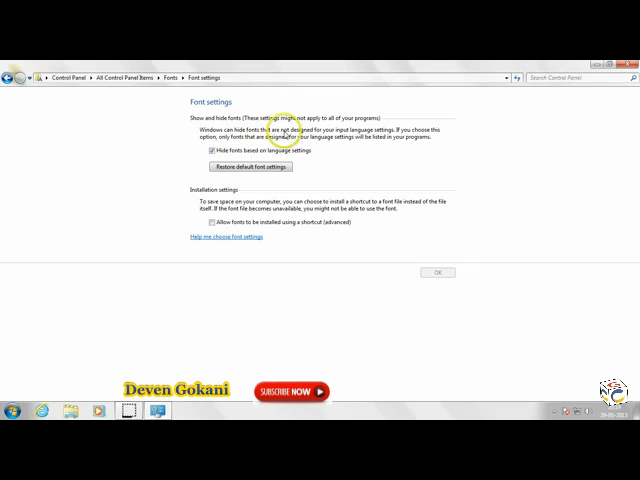 Control Panel ▸ All Control Panel Items ▸ Fonts ▸ Font settings
Search Control Panel
Font settings
Show and hide fonts (These settings might not apply to all of your programs)
Windows can hide fonts that are not designed for your input language settings. If you choose this
option, only fonts that are designed for your language settings will be listed in your programs.
Hide fonts based on language settings
Restore default font settings
Installation settings
To save space on your computer, you can choose to install a shortcut to a font file instead of the file
itself. If the font file becomes unavailable, you might not be able to use the font.
Allow fonts to be installed using a shortcut (advanced)
Help me choose font settings
OK
Deven Gokani
SUBSCRIBE NOW